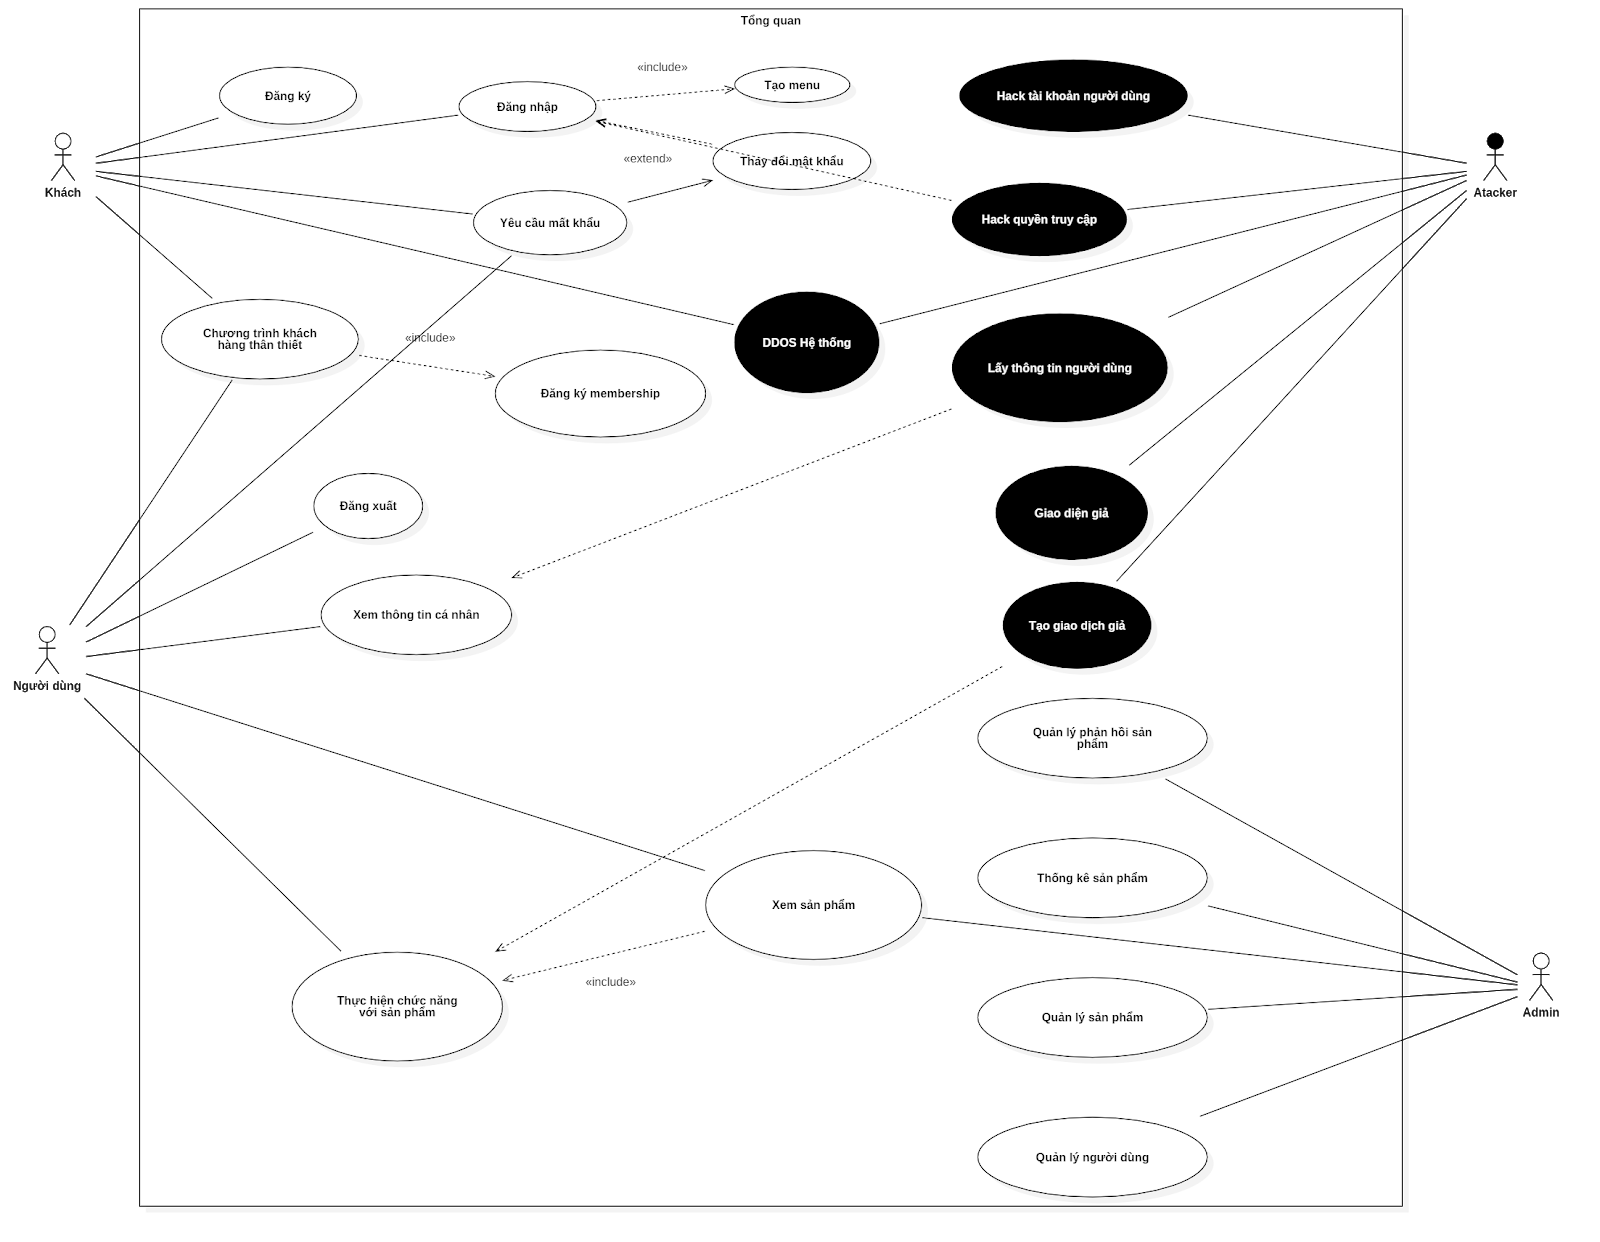 Tổng quan
«include»
Đăng ký
Đăng nhập
Tạo menu
Hack tài khoản người dùng
Khách
«extend»
Thay đổi mật khẩu
Atacker
Yêu cầu mất khẩu
Hack quyền truy cập
Chương trình khách
hàng thân thiết
«include»
DDOS Hệ thống
Lấy thông tin người dùng
Đăng ký membership
Đăng xuất
Giao diện giả
Xem thông tin cá nhân
Tạo giao dịch giả
Người dùng
Quản lý phản hồi sản
phẩm
Thống kê sản phẩm
Xem sản phẩm
«include»
Thực hiện chức năng
với sản phẩm
Quản lý sản phẩm
Admin
Quản lý người dùng